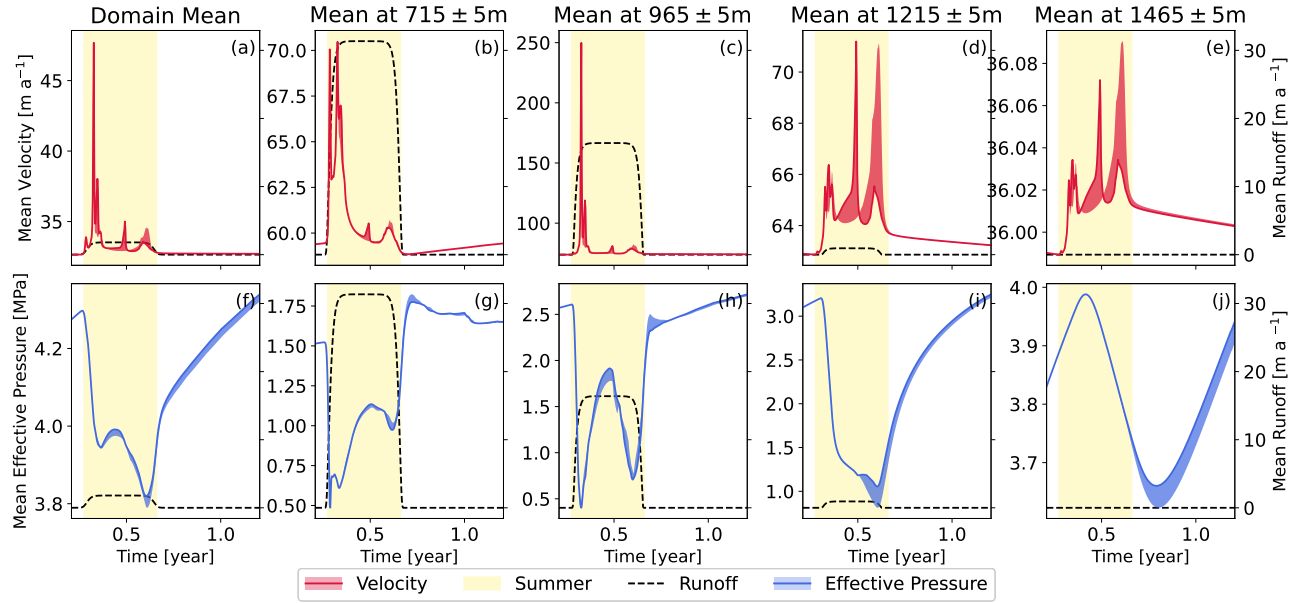 Domain Mean
Mean at 715 ± 5m
Mean at 965 ± 5m
Mean at 1215 ± 5m
Mean at 1465 ± 5m
(a)
(b)
(c)
(d)
(e)
Mean Velocity [m a⁻¹]
45
40
35
70.0
67.5
65.0
62.5
60.0
250
200
150
100
70
68
66
64
36.08
36.06
36.04
36.02
36.00
30
20
10
0
Mean Runoff [m a⁻¹]
(f)
(g)
(h)
(i)
(j)
Mean Effective Pressure [MPa]
4.2
4.0
3.8
1.75
1.50
1.25
1.00
0.75
0.50
2.5
2.0
1.5
1.0
0.5
3.0
2.5
2.0
1.5
1.0
4.0
3.9
3.8
3.7
30
20
10
0
Mean Runoff [m a⁻¹]
0.5 1.0
0.5 1.0
0.5 1.0
0.5 1.0
0.5 1.0
Time [year]
Time [year]
Time [year]
Time [year]
Time [year]
Velocity
Summer
Runoff
Effective Pressure